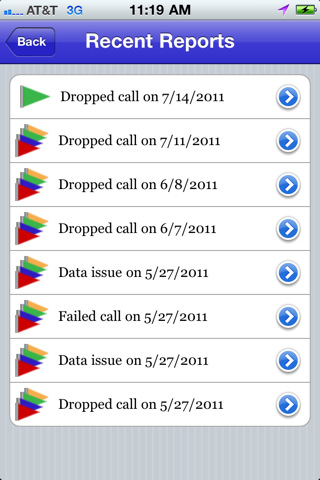 AT&T 3G 11:19 AM
Back Recent Reports
Dropped call on 7/14/2011
Dropped call on 7/11/2011
Dropped call on 6/8/2011
Dropped call on 6/7/2011
Data issue on 5/27/2011
Failed call on 5/27/2011
Data issue on 5/27/2011
Dropped call on 5/27/2011